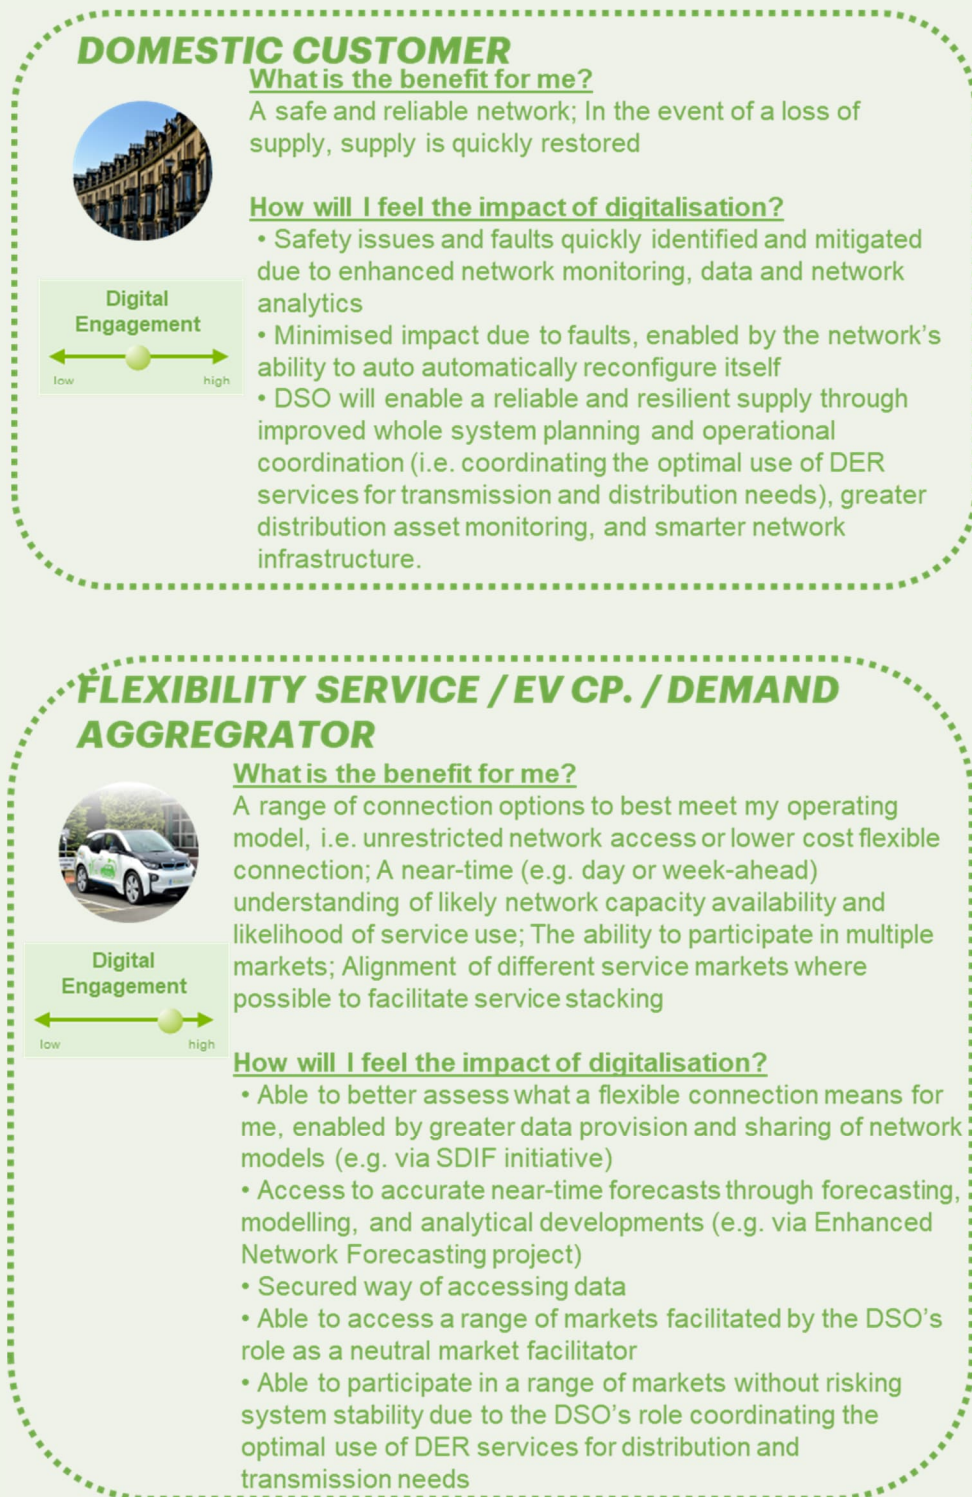 DOMESTIC CUSTOMER
What is the benefit for me?
A safe and reliable network; In the event of a loss of
supply, supply is quickly restored
How will I feel the impact of digitalisation?
• Safety issues and faults quickly identified and mitigated
due to enhanced network monitoring, data and network
analytics
• Minimised impact due to faults, enabled by the network's
ability to auto automatically reconfigure itself
• DSO will enable a reliable and resilient supply through
improved whole system planning and operational
coordination (i.e. coordinating the optimal use of DER
services for transmission and distribution needs), greater
distribution asset monitoring, and smarter network
infrastructure.
Digital
Engagement
low high
FLEXIBILITY SERVICE / EV CP. / DEMAND
AGGREGRATOR
What is the benefit for me?
A range of connection options to best meet my operating
model, i.e. unrestricted network access or lower cost flexible
connection; A near-time (e.g. day or week-ahead)
understanding of likely network capacity availability and
likelihood of service use; The ability to participate in multiple
markets; Alignment of different service markets where
possible to facilitate service stacking
Digital
Engagement
low high
How will I feel the impact of digitalisation?
• Able to better assess what a flexible connection means for
me, enabled by greater data provision and sharing of network
models (e.g. via SDIF initiative)
• Access to accurate near-time forecasts through forecasting,
modelling, and analytical developments (e.g. via Enhanced
Network Forecasting project)
• Secured way of accessing data
• Able to access a range of markets facilitated by the DSO's
role as a neutral market facilitator
• Able to participate in a range of markets without risking
system stability due to the DSO's role coordinating the
optimal use of DER services for distribution and
transmission needs